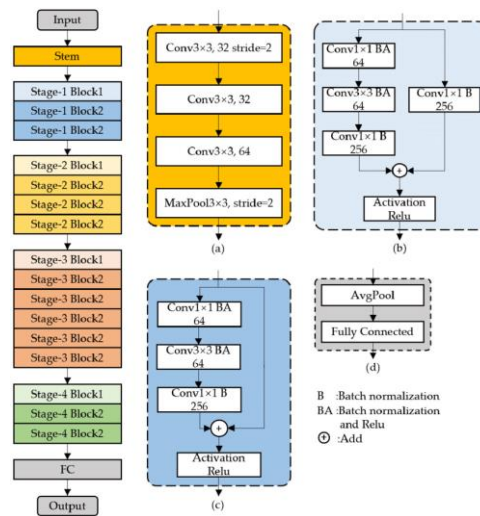 Input
Stem
Stage-1 Block1
Stage-1 Block2
Stage-1 Block2
Stage-2 Block1
Stage-2 Block2
Stage-2 Block2
Stage-2 Block2
Stage-3 Block1
Stage-3 Block2
Stage-3 Block2
Stage-3 Block2
Stage-3 Block2
Stage-3 Block2
Stage-4 Block1
Stage-4 Block2
Stage-4 Block2
FC
Output
Conv3×3, 32 stride=2
Conv3×3, 32
Conv3×3, 64
MaxPool3×3, stride=2
(a)
Conv1×1 BA
64
Conv3×3 BA
64
Conv1×1 B
256
Conv1×1 B
256
+
Activation
Relu
(b)
Conv1×1 BA
64
Conv3×3 BA
64
Conv1×1 B
256
+
Activation
Relu
(c)
AvgPool
Fully Connected
(d)
B :Batch normalization
BA :Batch normalization
and Relu
+ :Add